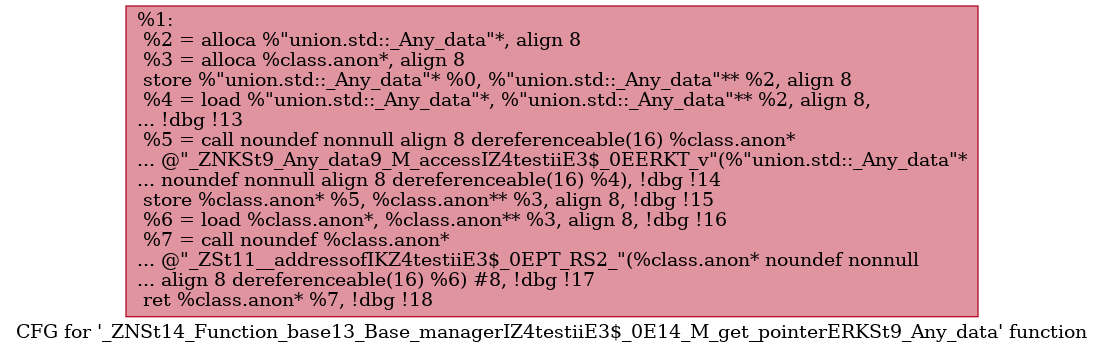 %1:
%2 = alloca %"union.std::_Any_data"*, align 8
%3 = alloca %class.anon*, align 8
store %"union.std::_Any_data"* %0, %"union.std::_Any_data"** %2, align 8
%4 = load %"union.std::_Any_data"*, %"union.std::_Any_data"** %2, align 8,
... !dbg !13
%5 = call noundef nonnull align 8 dereferenceable(16) %class.anon*
... @"_ZNKSt9_Any_data9_M_accessIZ4testiiE3$_0EERKT_v"(%"union.std::_Any_data"*
... noundef nonnull align 8 dereferenceable(16) %4), !dbg !14
store %class.anon* %5, %class.anon** %3, align 8, !dbg !15
%6 = load %class.anon*, %class.anon** %3, align 8, !dbg !16
%7 = call noundef %class.anon*
... @"_ZSt11__addressofIKZ4testiiE3$_0EPT_RS2_"(%class.anon* noundef nonnull
... align 8 dereferenceable(16) %6) #8, !dbg !17
ret %class.anon* %7, !dbg !18
CFG for '_ZNSt14_Function_base13_Base_managerIZ4testiiE3$_0E14_M_get_pointerERKSt9_Any_data' function